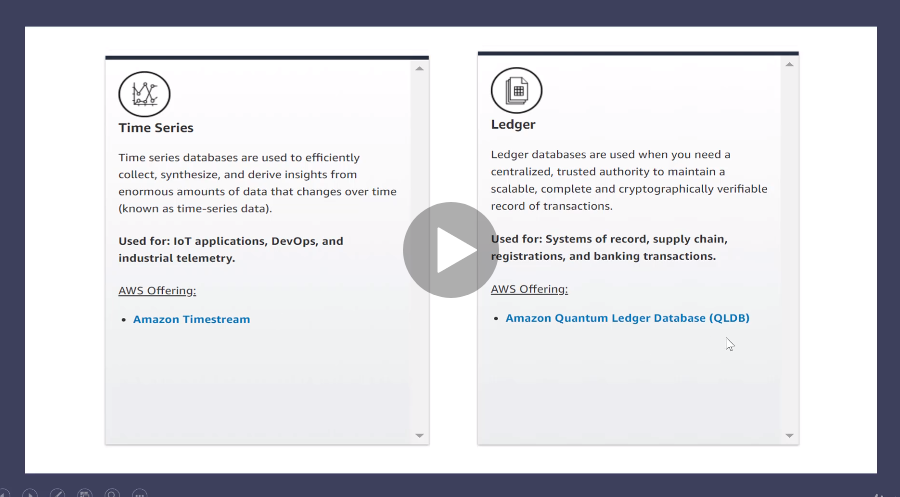 Time Series
Time series databases are used to efficiently
collect, synthesize, and derive insights from
enormous amounts of data that changes over time
(known as time-series data).
Used for: IoT applications, DevOps, and
industrial telemetry.
AWS Offering:
• Amazon Timestream
Ledger
Ledger databases are used when you need a
centralized, trusted authority to maintain a
scalable, complete and cryptographically verifiable
record of transactions.
Used for: Systems of record, supply chain,
registrations, and banking transactions.
AWS Offering:
• Amazon Quantum Ledger Database (QLDB)